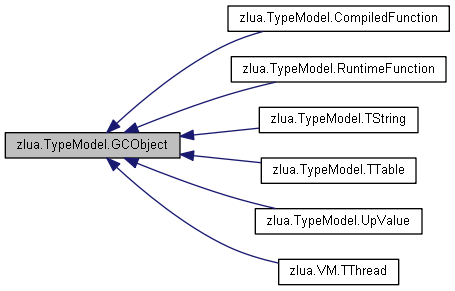 zlua.TypeModel.CompiledFunction
zlua.TypeModel.RuntimeFunction
zlua.TypeModel.TString
zlua.TypeModel.GCObject
zlua.TypeModel.TTable
zlua.TypeModel.UpValue
zlua.VM.TThread